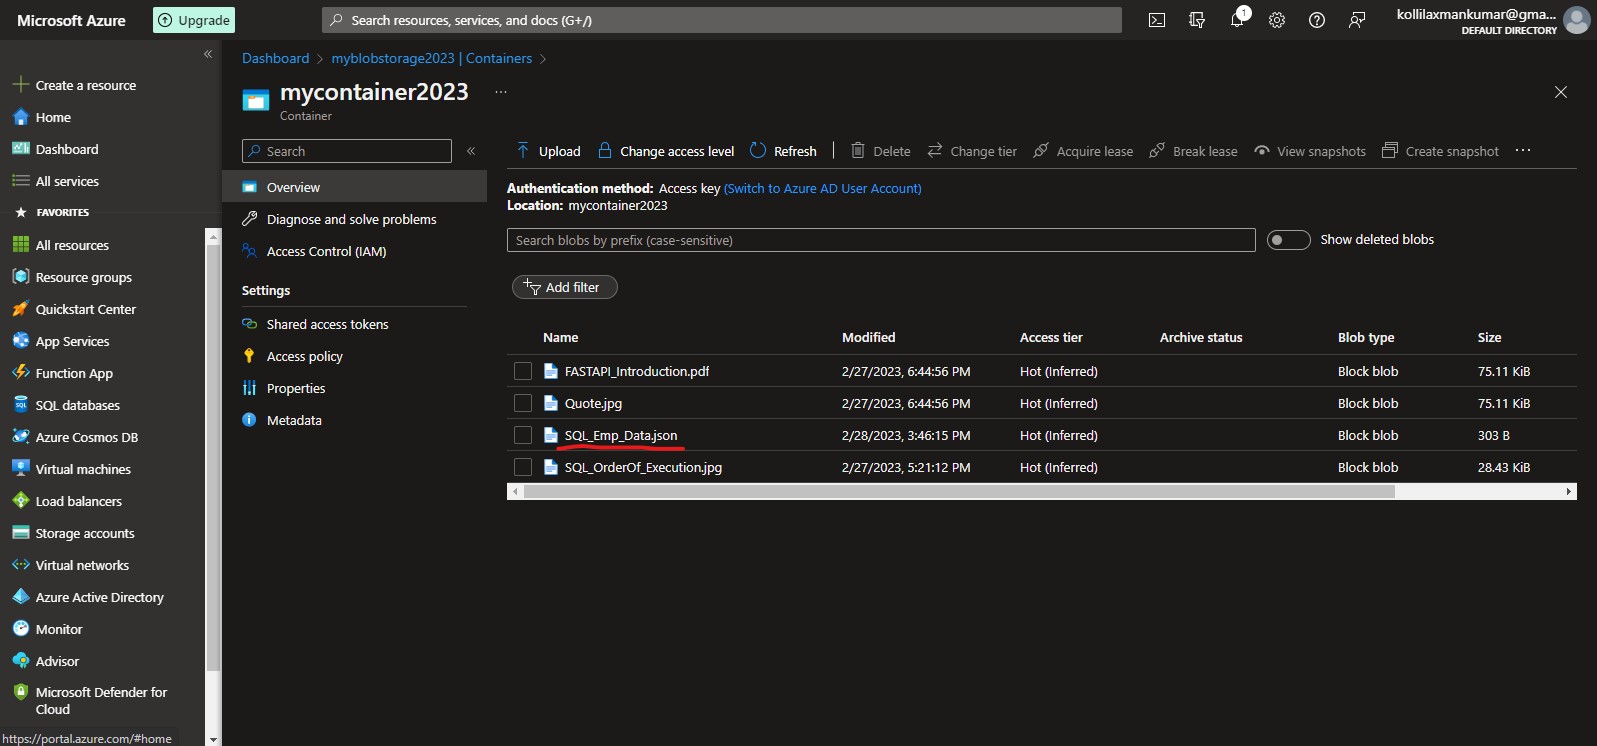 Microsoft Azure
Upgrade
Search resources, services, and docs (G+/)
1
kollilaxmankumar@gma...
DEFAULT DIRECTORY
«
Create a resource
Home
Dashboard
All services
FAVORITES
All resources
Resource groups
Quickstart Center
App Services
Function App
SQL databases
Azure Cosmos DB
Virtual machines
Load balancers
Storage accounts
Virtual networks
Azure Active Directory
Monitor
Advisor
Microsoft Defender for
Cloud
https://portal.azure.com/#home
Dashboard > myblobstorage2023 | Containers >
mycontainer2023 ...
Container
Search «
Overview
Diagnose and solve problems
Access Control (IAM)
Settings
Shared access tokens
Access policy
Properties
Metadata
Upload Change access level Refresh | Delete Change tier Acquire lease Break lease View snapshots Create snapshot ...
Authentication method: Access key (Switch to Azure AD User Account)
Location: mycontainer2023
Search blobs by prefix (case-sensitive) Show deleted blobs
Add filter
Name Modified Access tier Archive status Blob type Size
FASTAPI_Introduction.pdf 2/27/2023, 6:44:56 PM Hot (Inferred) Block blob 75.11 KiB
Quote.jpg 2/27/2023, 6:44:56 PM Hot (Inferred) Block blob 75.11 KiB
SQL_Emp_Data.json 2/28/2023, 3:46:15 PM Hot (Inferred) Block blob 303 B
SQL_OrderOf_Execution.jpg 2/27/2023, 5:21:12 PM Hot (Inferred) Block blob 28.43 KiB